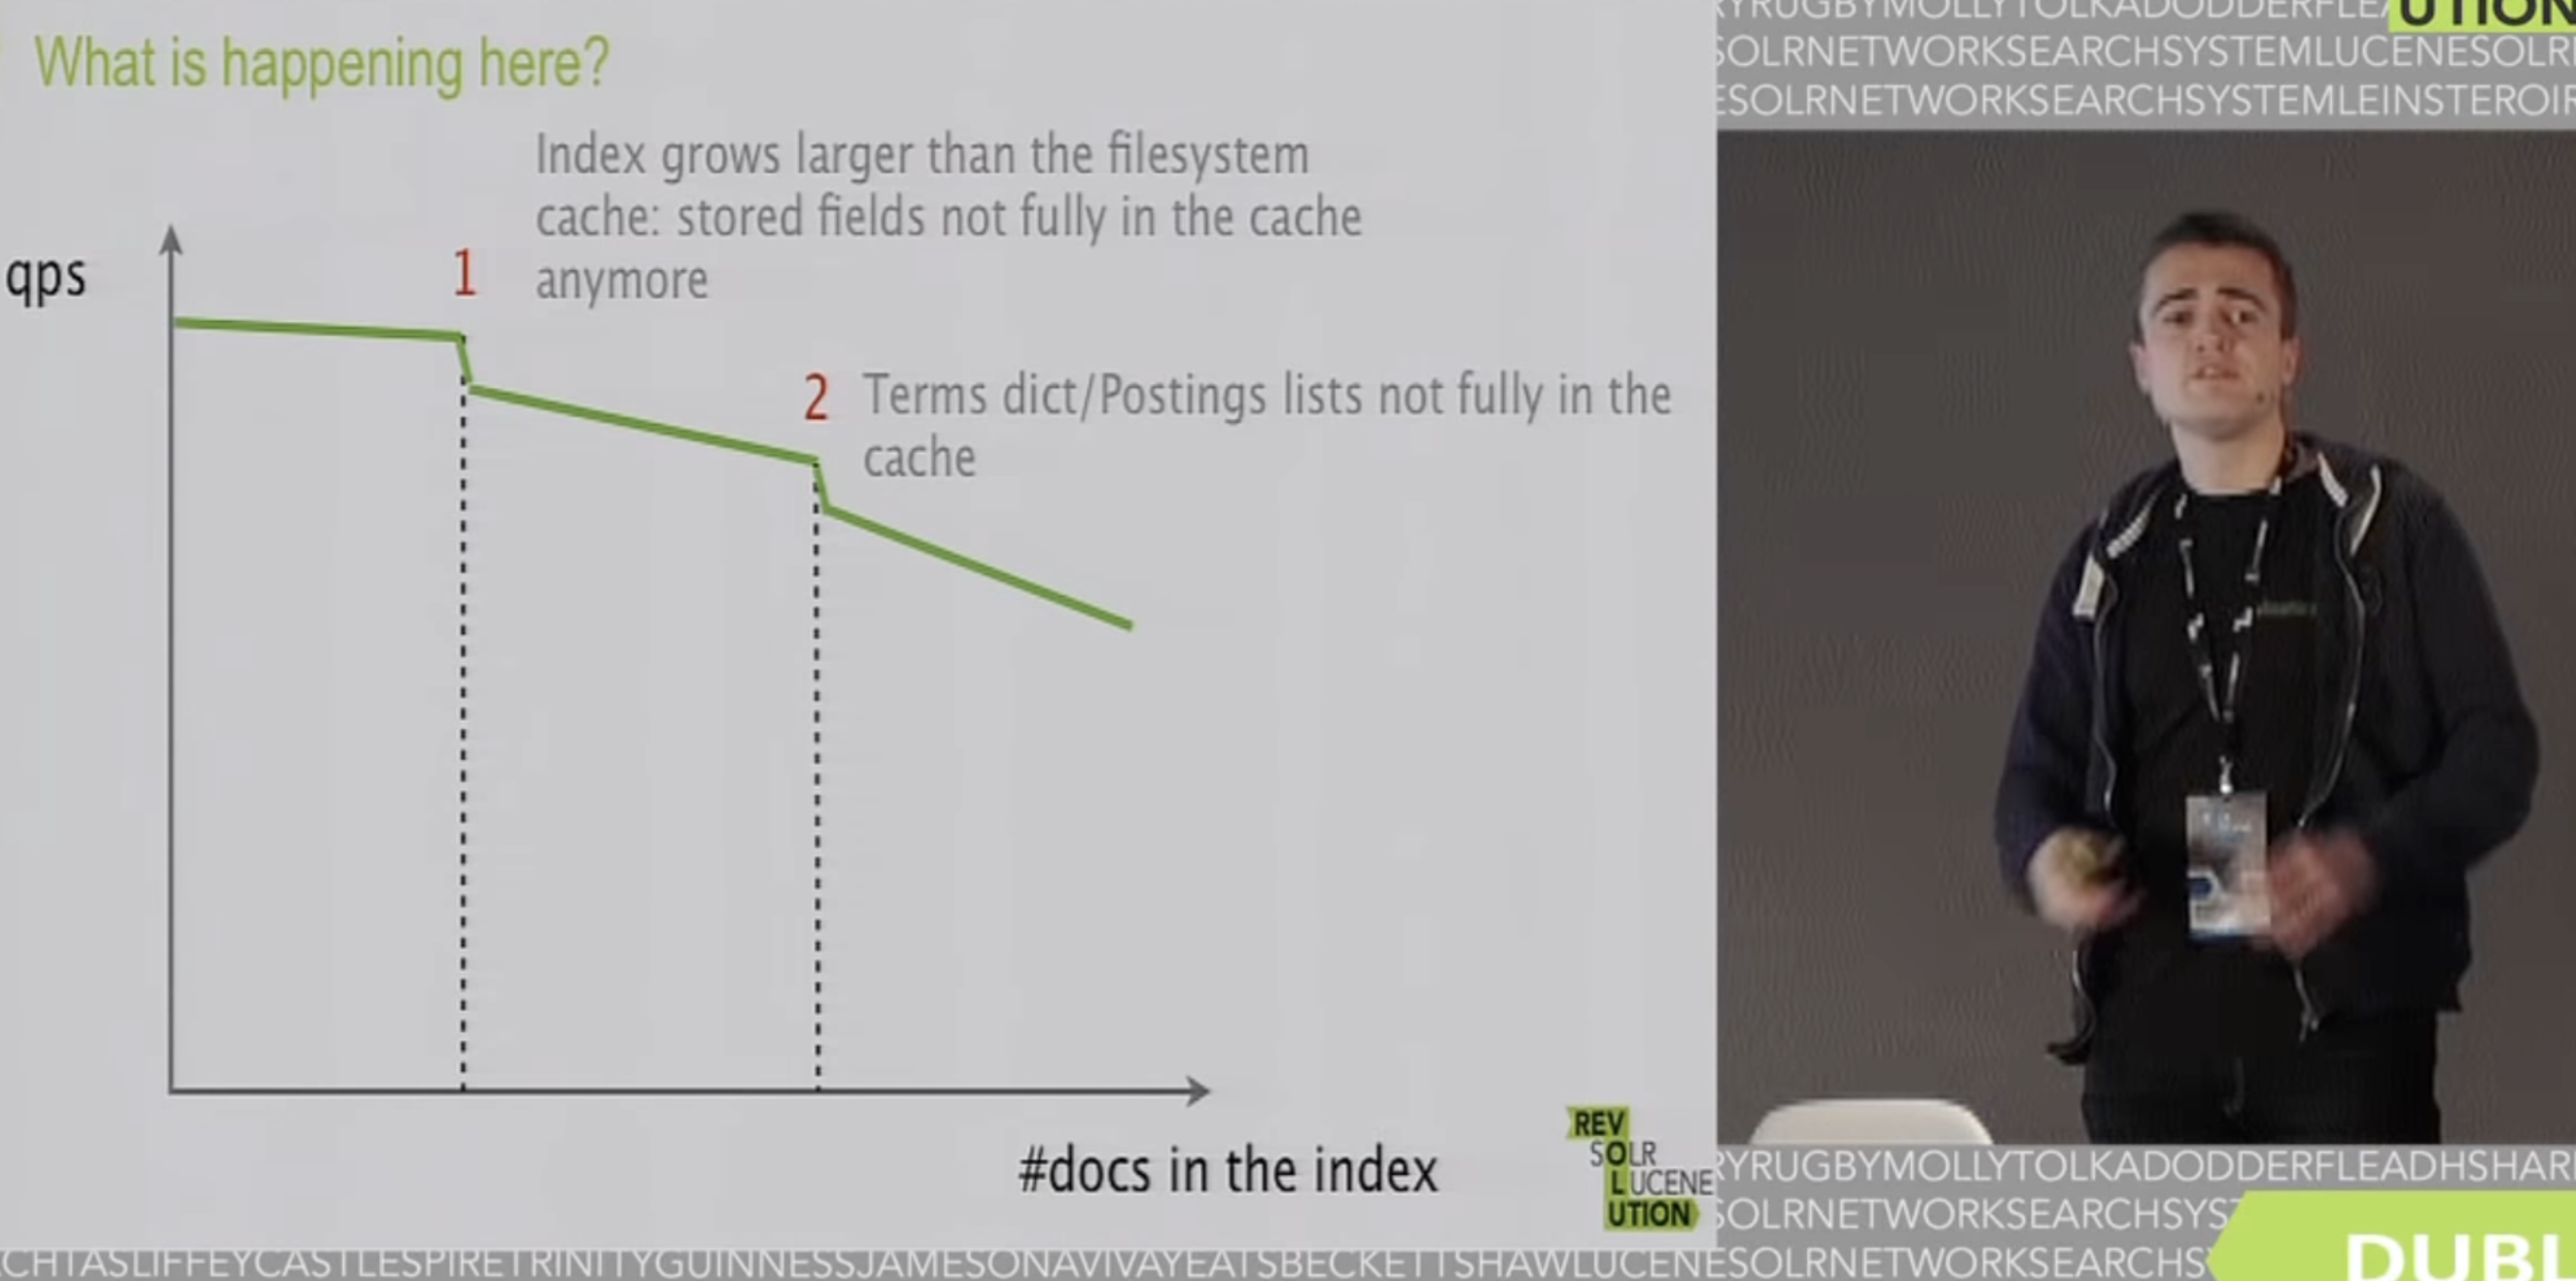 What is happening here?
Index grows larger than the filesystem
cache: stored fields not fully in the cache
anymore
qps
1
2
Terms dict/Postings lists not fully in the
cache
#docs in the index
REV
SOLR
LUCENE
UTION
UTION
SOLRNETWORKSEARCHSYSTEMLUCENESOLR
ESOLRNETWORKSEARCHSYSTEMLEINSTEROIR
RYRUGBYMOLLYTOLKADODDERFLEADHSHAR
SOLRNETWORKSEARCHSYS
CHTASLIFFEYCASTLESPIRETRINITYGUINNESSJAMESONAVIVAYEATSBECKETTSHAWLUCENESOLRNETWORKSEARCHS
DUBL